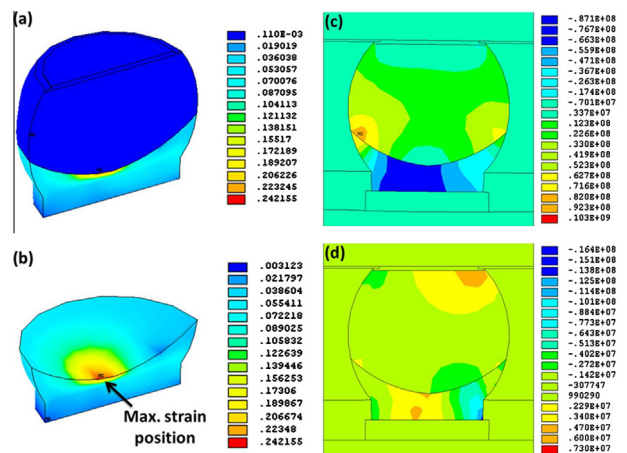 (a)
.110E-03
.019019
.036038
.053057
.070076
.087095
.104113
.121132
.138151
.15517
.172189
.189207
.206226
.223245
.242155
(c)
-.871E+08
-.767E+08
-.663E+08
-.559E+08
-.471E+08
-.367E+08
-.263E+08
-.174E+08
-.701E+07
.337E+07
.123E+08
.226E+08
.330E+08
.419E+08
.523E+08
.627E+08
.716E+08
.820E+08
.923E+08
.103E+09
(b)
Max. strain
position
.003123
.021797
.038604
.055411
.072218
.089025
.105832
.122639
.139446
.156253
.17306
.189867
.206674
.22348
.242155
(d)
-.164E+08
-.151E+08
-.138E+08
-.125E+08
-.114E+08
-.101E+08
-.884E+07
-.773E+07
-.643E+07
-.513E+07
-.402E+07
-.272E+07
-.142E+07
-307747
990290
.229E+07
.340E+07
.470E+07
.600E+07
.730E+07